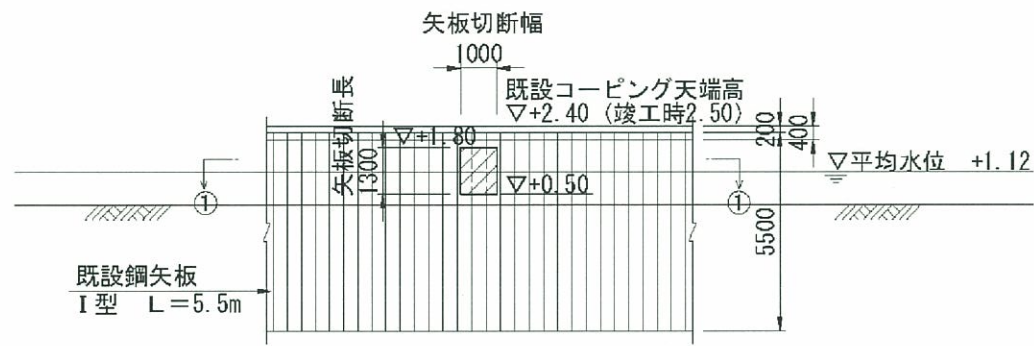 矢板切断幅
1000
既設コーピング天端高
▽+2.40 (竣工時2.50)
矢板切断長
1300
▽+1.80
▽+0.50
200
400
▽平均水位 +1.12
①
①
5500
既設鋼矢板
I型 L=5.5m